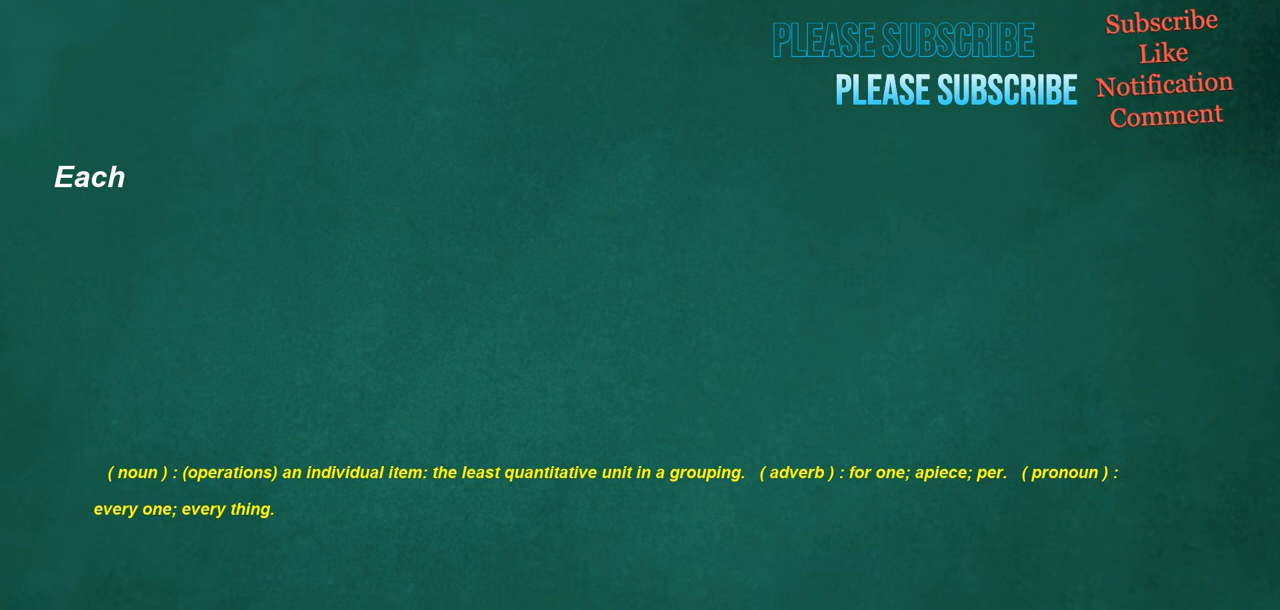 PLEASE SUBSCRIBE
PLEASE SUBSCRIBE
Subscribe
Like
Notification
Comment
Each
( noun ) : (operations) an individual item: the least quantitative unit in a grouping. ( adverb ) : for one; apiece; per. ( pronoun ) :
every one; every thing.